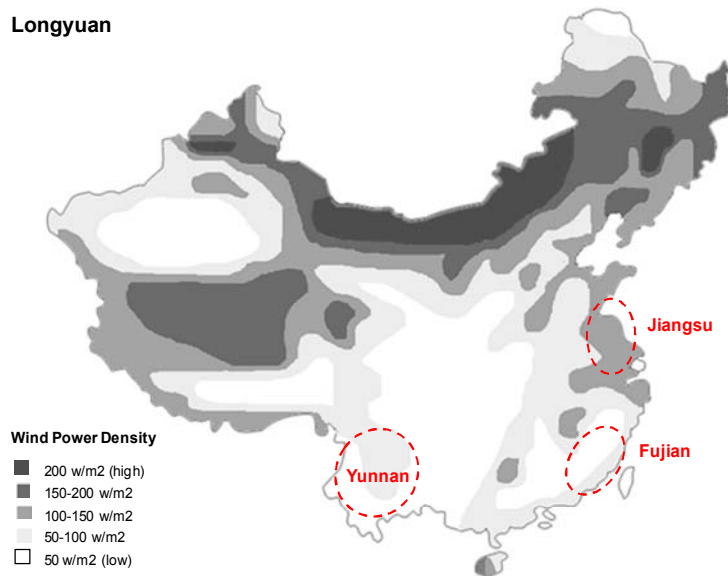 Longyuan
Jiangsu
Fujian
Yunnan
Wind Power Density
200 w/m2 (high)
150-200 w/m2
100-150 w/m2
50-100 w/m2
50 w/m2 (low)